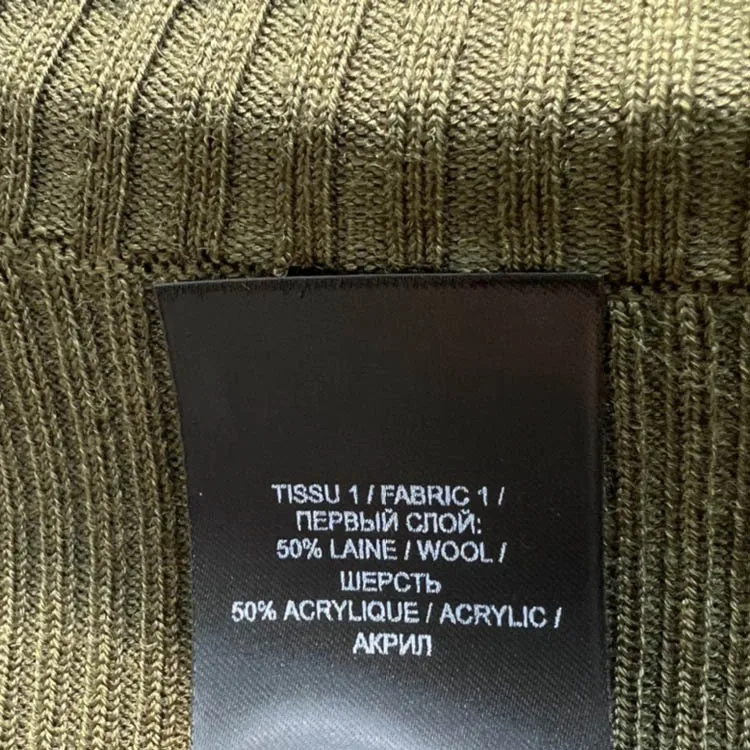 TISSU 1 / FABRIC 1 /
ПЕРВЫЙ СЛОЙ:
50% LAINE / WOOL /
ШЕРСТЬ
50% ACRYLIQUE / ACRYLIC /
АКРИЛ